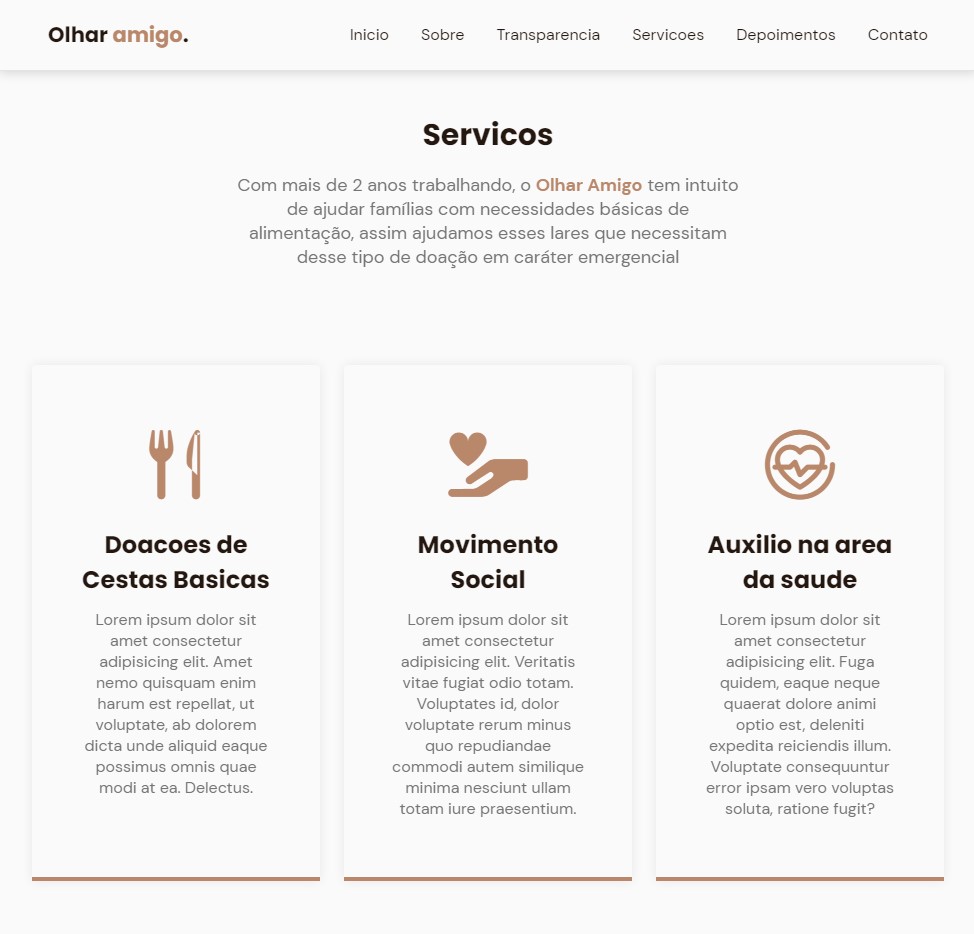 Olhar amigo.
Inicio Sobre Transparencia Servicoes Depoimentos Contato
Servicos
Com mais de 2 anos trabalhando, o Olhar Amigo tem intuito
de ajudar famílias com necessidades básicas de
alimentação, assim ajudamos esses lares que necessitam
desse tipo de doação em caráter emergencial
Doacoes de
Cestas Basicas
Lorem ipsum dolor sit
amet consectetur
adipisicing elit. Amet
nemo quisquam enim
harum est repellat, ut
voluptate, ab dolorem
dicta unde aliquid eaque
possimus omnis quae
modi at ea. Delectus.
Movimento
Social
Lorem ipsum dolor sit
amet consectetur
adipisicing elit. Veritatis
vitae fugiat odio totam.
Voluptates id, dolor
voluptate rerum minus
quo repudiandae
commodi autem similique
minima nesciunt ullam
totam iure praesentium.
Auxilio na area
da saude
Lorem ipsum dolor sit
amet consectetur
adipisicing elit. Fuga
quidem, eaque neque
quaerat dolore animi
optio est, deleniti
expedita reiciendis illum.
Voluptate consequuntur
error ipsam vero voluptas
soluta, ratione fugit?